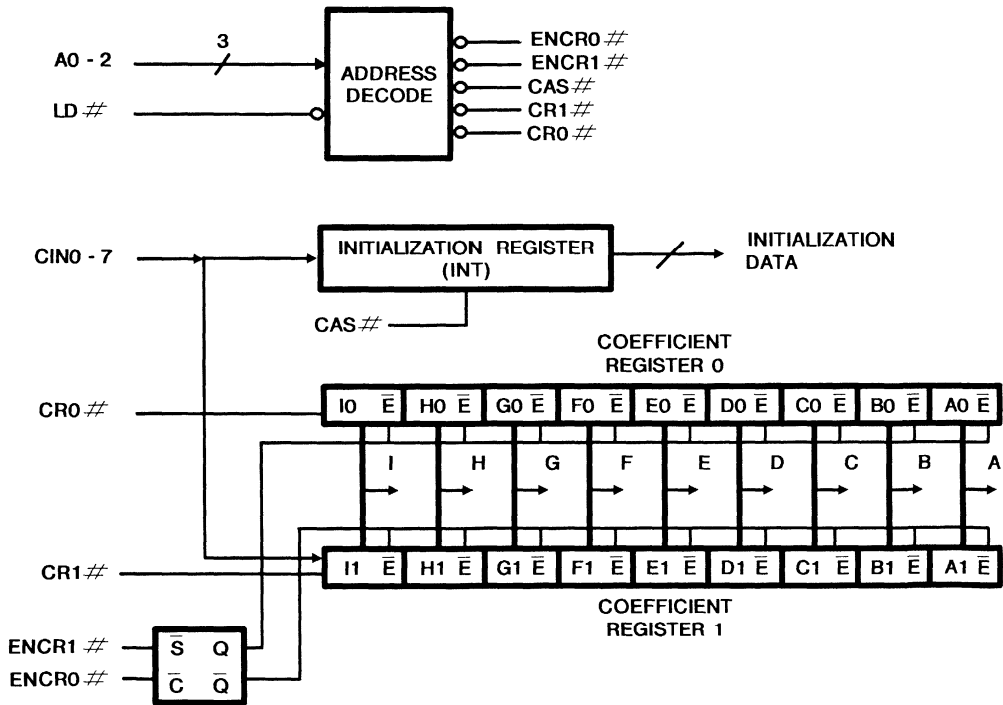 3
A0 - 2
LD#
ADDRESS
DECODE
ENCR0#
ENCR1#
CAS#
CR1#
CR0#
CIN0 - 7
INITIALIZATION REGISTER
(INT)
INITIALIZATION
DATA
CAS#
COEFFICIENT
REGISTER 0
CR0#
I0 E̅ H0 E̅ G0 E̅ F0 E̅ E0 E̅ D0 E̅ C0 E̅ B0 E̅ A0 E̅
I H G F E D C B A
CR1#
I1 E̅ H1 E̅ G1 E̅ F1 E̅ E1 E̅ D1 E̅ C1 E̅ B1 E̅ A1 E̅
COEFFICIENT
REGISTER 1
ENCR1#
S̅ Q
ENCR0#
C̅ Q̅